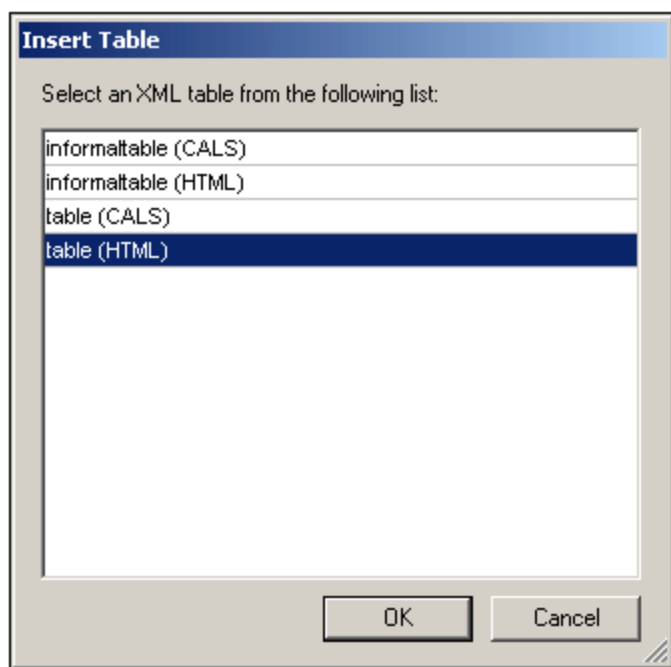 Insert Table
Select an XML table from the following list:
informaltable (CALS)
informaltable (HTML)
table (CALS)
table (HTML)
OK
Cancel